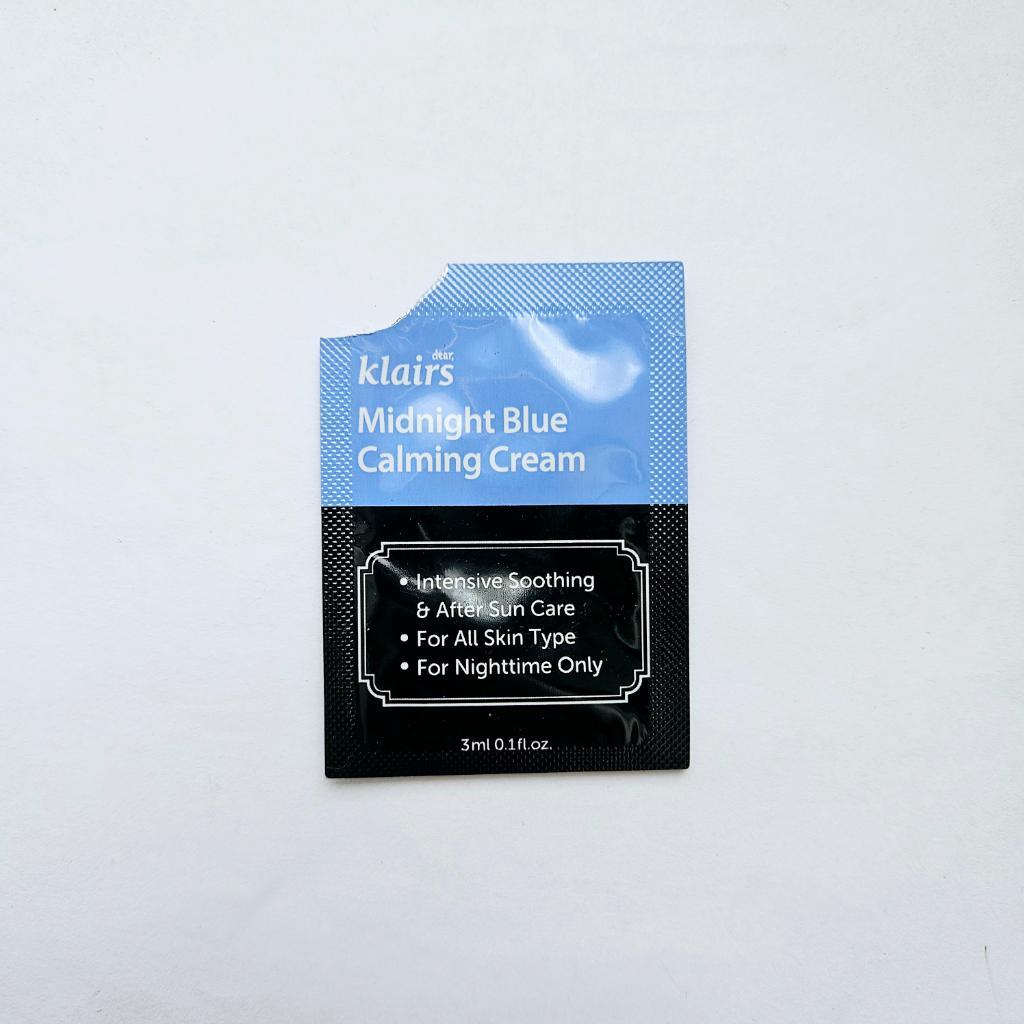 dear,
klairs
Midnight Blue
Calming Cream
• Intensive Soothing
& After Sun Care
• For All Skin Type
• For Nighttime Only
3ml 0.1fl.oz.